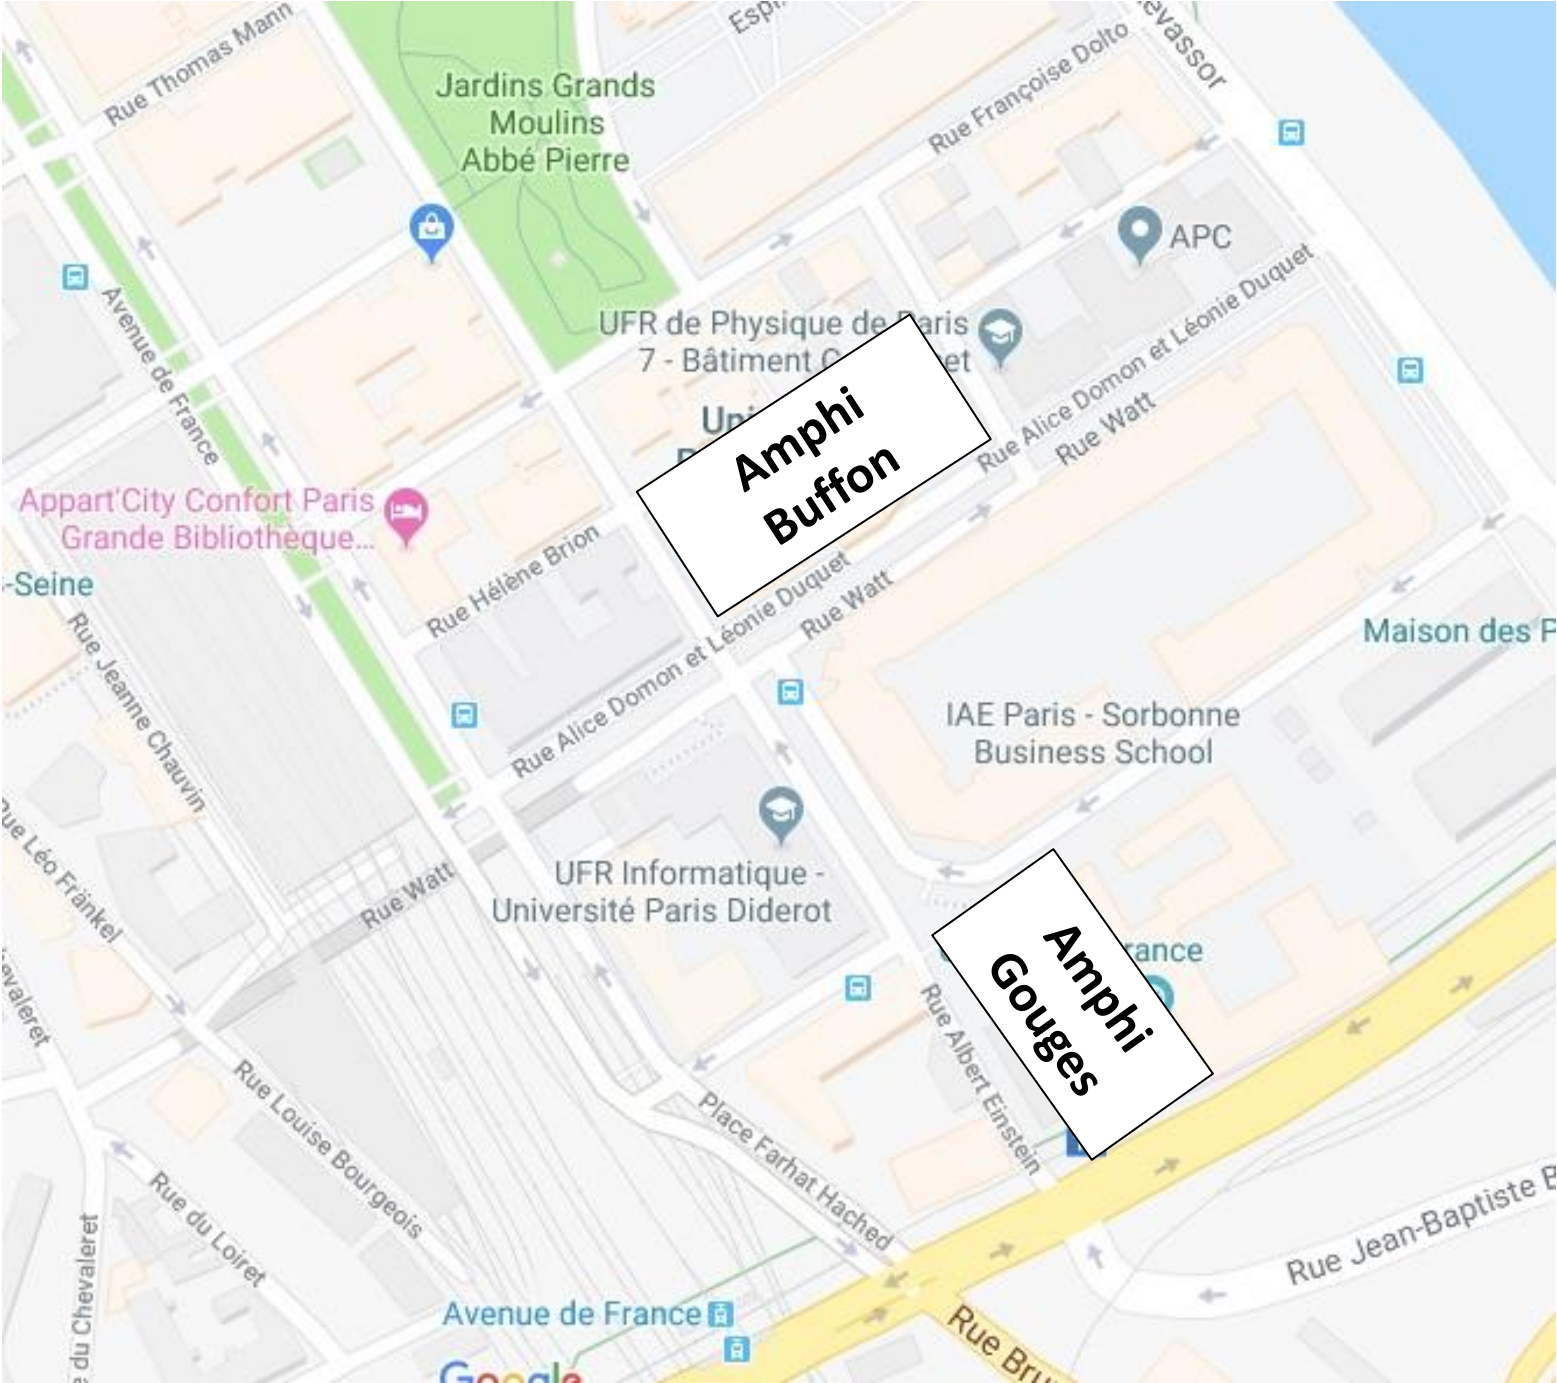 Rue Thomas Mann
Jardins Grands
Moulins
Abbé Pierre
Rue Françoise Dolto
APC
Avenue de France
UFR de Physique de Paris
7 - Bâtiment
Amphi
Buffon
Rue Alice Domon et Léonie Duquet
Rue Watt
Appart'City Confort Paris
Grande Bibliothèque...
-Seine
Rue Hélène Brion
Rue Alice Domon et Léonie Duquet
Rue Watt
Maison des P
Rue Jeanne Chauvin
IAE Paris - Sorbonne
Business School
UFR Informatique -
Université Paris Diderot
Rue Léo Fränkel
Rue Watt
Amphi
Gouges
rance
Rue Albert Einstein
Rue Louise Bourgeois
Place Farhat Hached
Rue du Loiret
du Chevaleret
Rue Jean-Baptiste B
Avenue de France
Rue Bru
Google